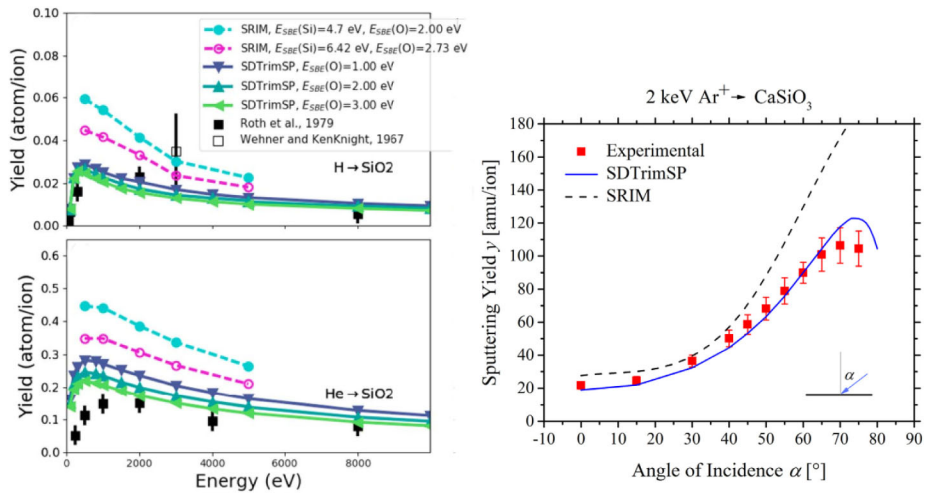 0.10
0.08
0.06
0.04
0.02
0.00
Yield (atom/ion)
SRIM, E_SBE(Si)=4.7 eV, E_SBE(O)=2.00 eV
SRIM, E_SBE(Si)=6.42 eV, E_SBE(O)=2.73 eV
SDTrimSP, E_SBE(O)=1.00 eV
SDTrimSP, E_SBE(O)=2.00 eV
SDTrimSP, E_SBE(O)=3.00 eV
Roth et al., 1979
Wehner and KenKnight, 1967
H → SiO2
0.6
0.5
0.4
0.3
0.2
0.1
0.0
Yield (atom/ion)
He → SiO2
0 2000 4000 6000 8000
Energy (eV)
2 keV Ar⁺ → CaSiO₃
180
160
140
120
100
80
60
40
20
0
Sputtering Yield y [amu/ion]
Experimental
SDTrimSP
SRIM
α
-10 0 10 20 30 40 50 60 70 80 90
Angle of Incidence α [°]